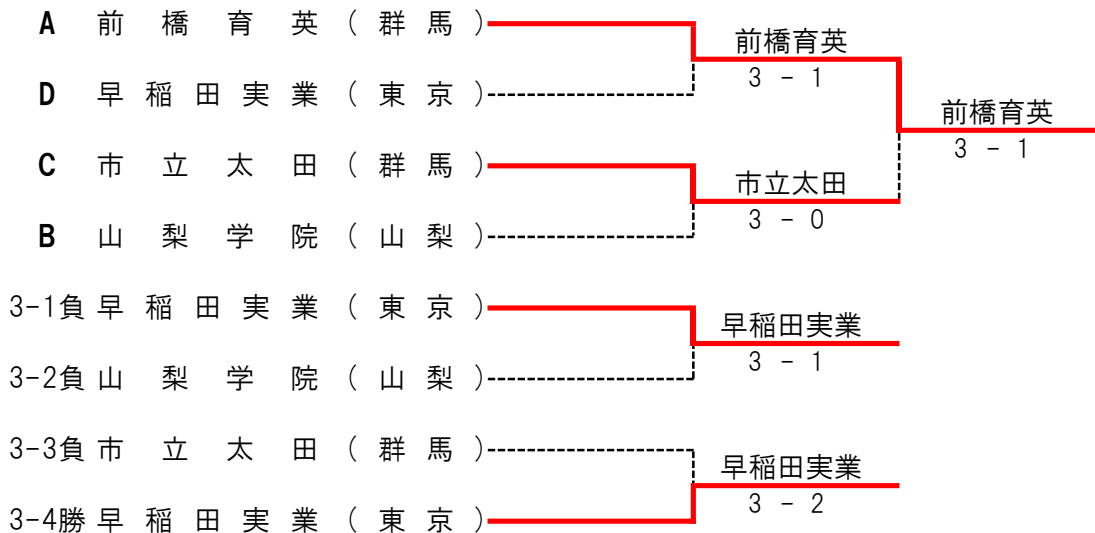 A 前橋育英(群馬)
前橋育英
3 - 1
D 早稲田実業(東京)
前橋育英
3 - 1
C 市立太田(群馬)
市立太田
3 - 0
B 山梨学院(山梨)
3-1負 早稲田実業(東京)
早稲田実業
3 - 1
3-2負 山梨学院(山梨)
3-3負 市立太田(群馬)
早稲田実業
3 - 2
3-4勝 早稲田実業(東京)